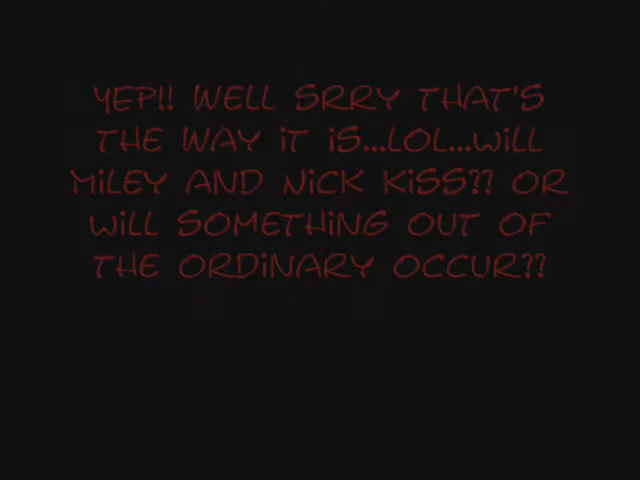 YEP!! WELL SRRY THAT'S
THE WAY iT iS...LOL...WiLL
MiLEY AND NiCK KiSS?? OR
WiLL SOMETHiNG OUT OF
THE ORDiNARY OCCUR??